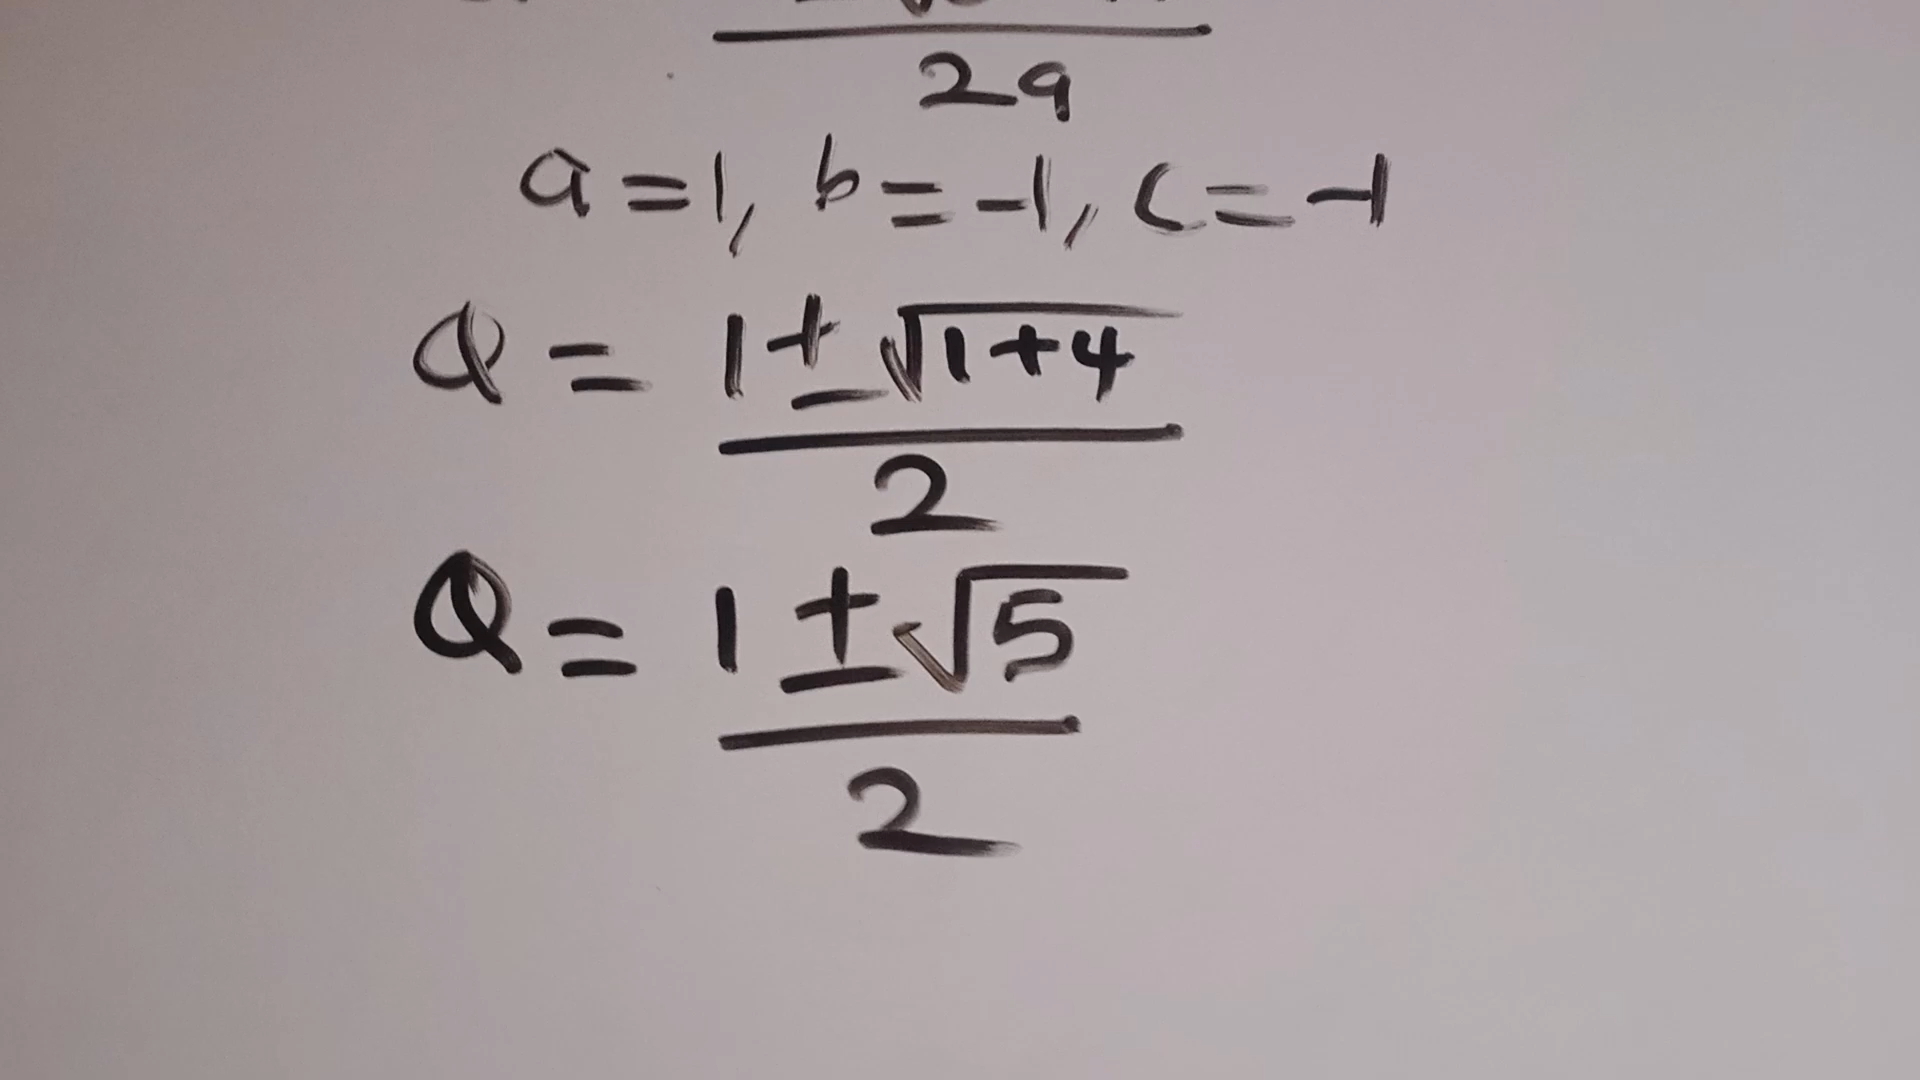 2a
a=1, b=-1, c=-1
Q = 1±√1+4
2
Q = 1±√5
2